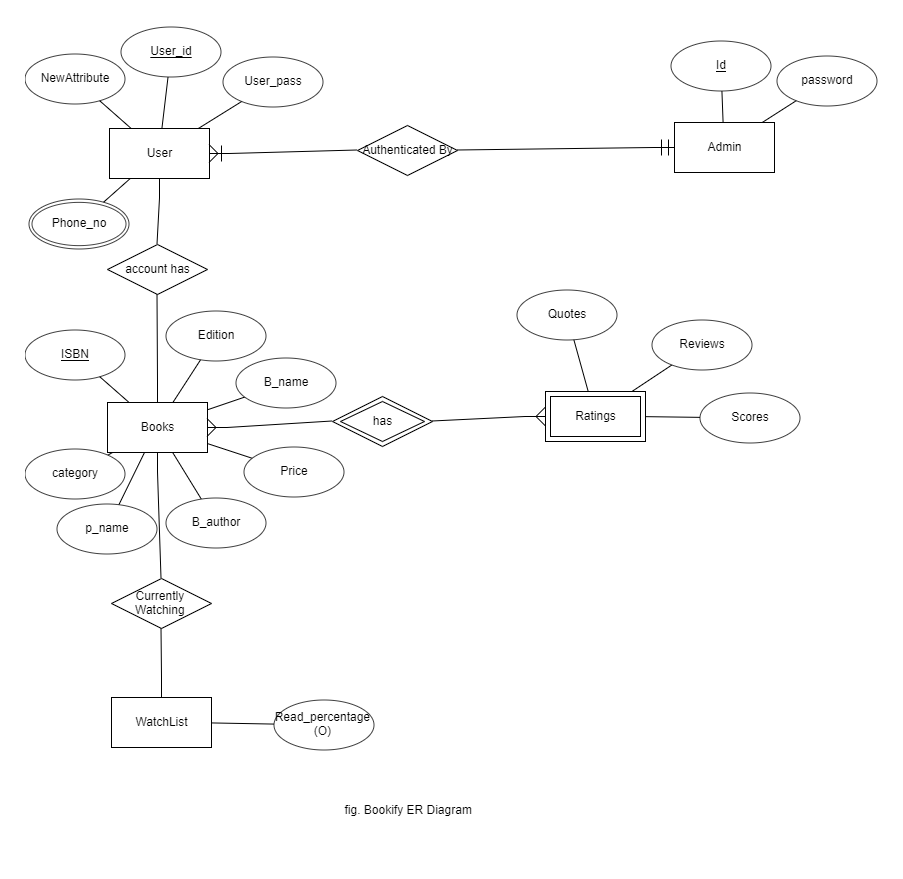 User_id
NewAttribute
User_pass
Id
password
User
Authenticated By
Admin
Phone_no
account has
Quotes
Edition
Reviews
ISBN
B_name
Books
has
Ratings
Scores
category
Price
p_name
B_author
Currently
Watching
WatchList
Read_percentage
(O)
fig. Bookify ER Diagram